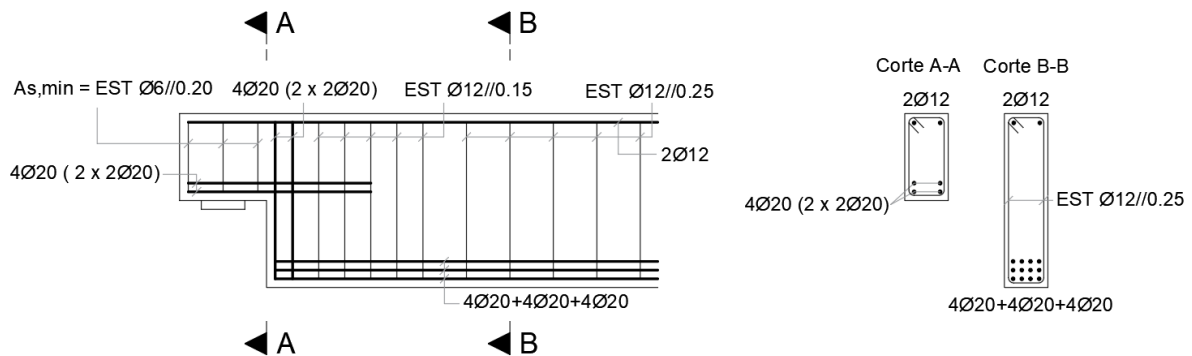 A
B
As,min = EST Ø6//0.20
4Ø20 (2 x 2Ø20)
EST Ø12//0.15
EST Ø12//0.25
2Ø12
4Ø20 ( 2 x 2Ø20)
4Ø20+4Ø20+4Ø20
A
B
Corte A-A
Corte B-B
2Ø12
2Ø12
4Ø20 (2 x 2Ø20)
EST Ø12//0.25
4Ø20+4Ø20+4Ø20